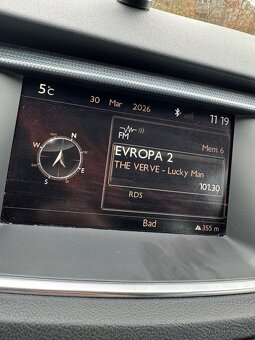 5°C
30 Mar 2026
11:19
FM
Mem. 6
EVROPA 2
101.30
THE VERVE - Lucky Man
RDS
N
E
S
W
Bad
355 m